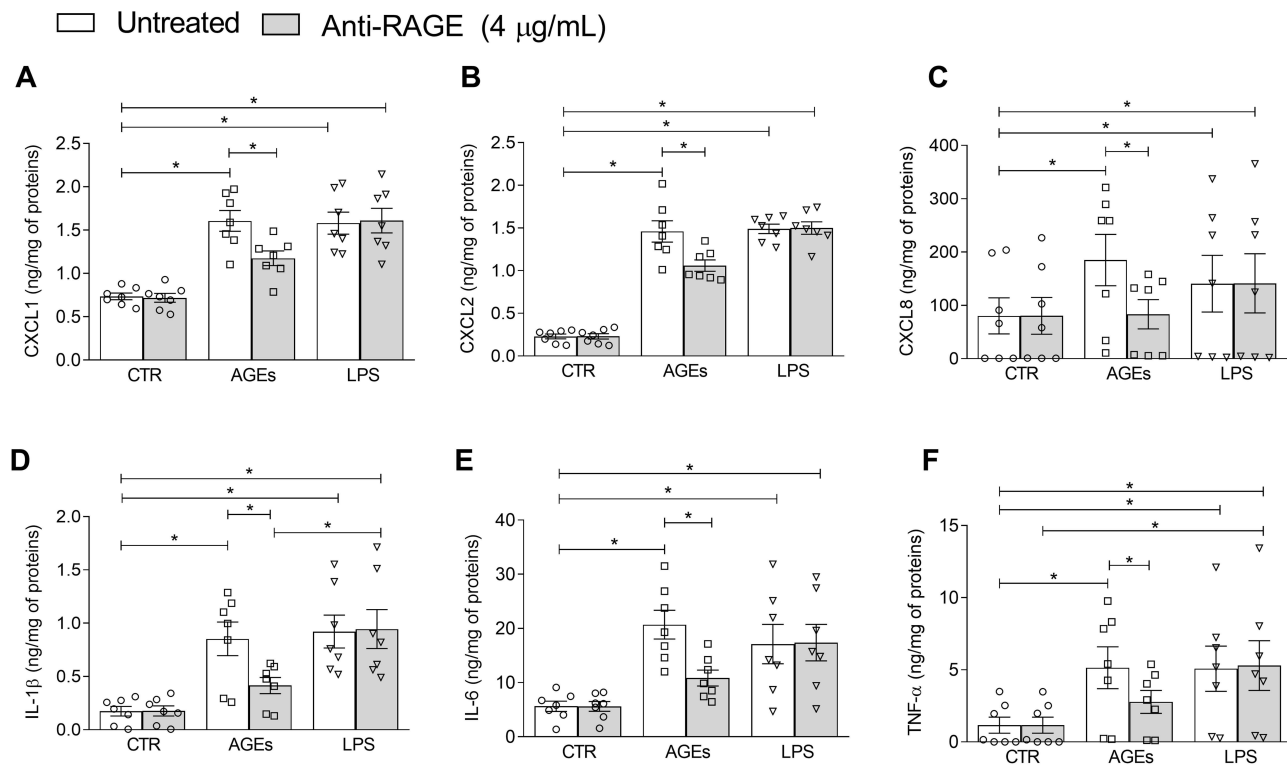 Untreated Anti-RAGE (4 μg/mL)
A
CXCL1 (ng/mg of proteins)
2.5
2.0
1.5
1.0
0.5
0.0
* * * *
CTR AGEs LPS
B
CXCL2 (ng/mg of proteins)
2.5
2.0
1.5
1.0
0.5
0.0
* * * *
CTR AGEs LPS
C
CXCL8 (ng/mg of proteins)
400
300
200
100
0
* * * *
CTR AGEs LPS
D
IL-1β (ng/mg of proteins)
2.0
1.5
1.0
0.5
0.0
* * * * *
CTR AGEs LPS
E
IL-6 (ng/mg of proteins)
40
30
20
10
0
* * * *
CTR AGEs LPS
F
TNF-α (ng/mg of proteins)
15
10
5
0
* * * * *
CTR AGEs LPS